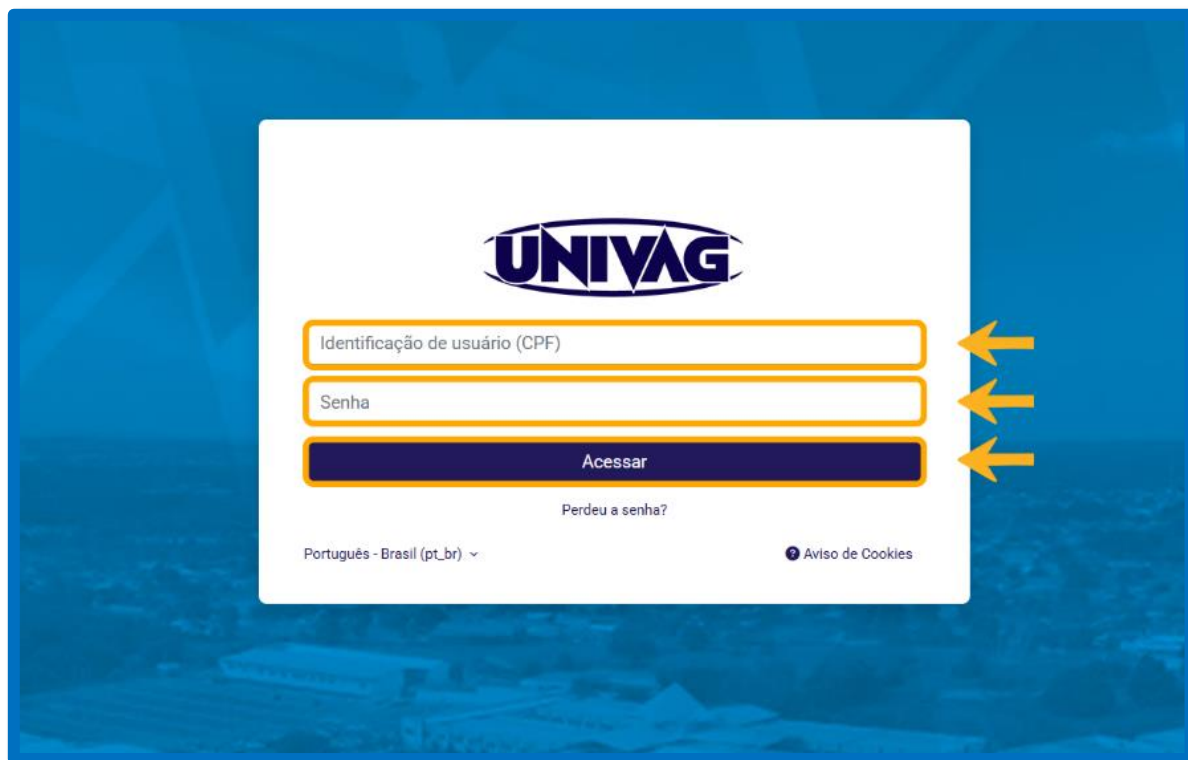 UNIVAG
Identificação de usuário (CPF)
Senha
Acessar
Perdeu a senha?
Português - Brasil (pt_br)
Aviso de Cookies